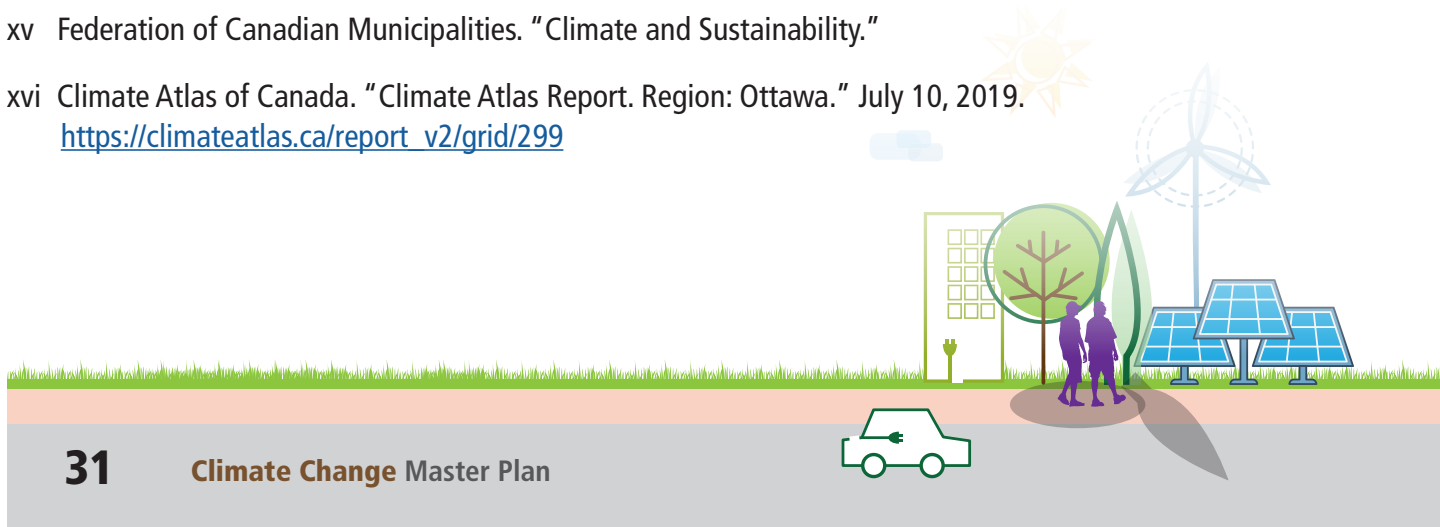 xv Federation of Canadian Municipalities. “Climate and Sustainability.”
xvi Climate Atlas of Canada. “Climate Atlas Report. Region: Ottawa.” July 10, 2019.
https://climateatlas.ca/report_v2/grid/299
31 Climate Change Master Plan